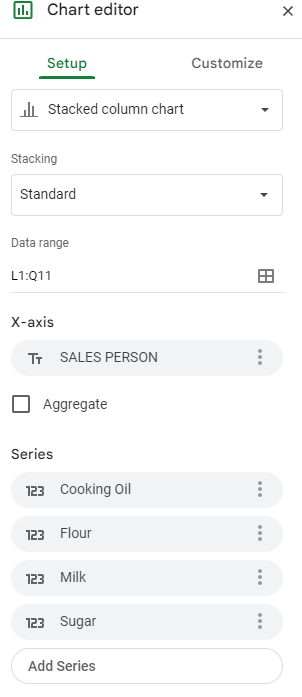 Chart editor
Setup Customize
Stacked column chart
Stacking
Standard
Data range
L1:Q11
X-axis
Tт SALES PERSON
Aggregate
Series
123 Cooking Oil
123 Flour
123 Milk
123 Sugar
Add Series